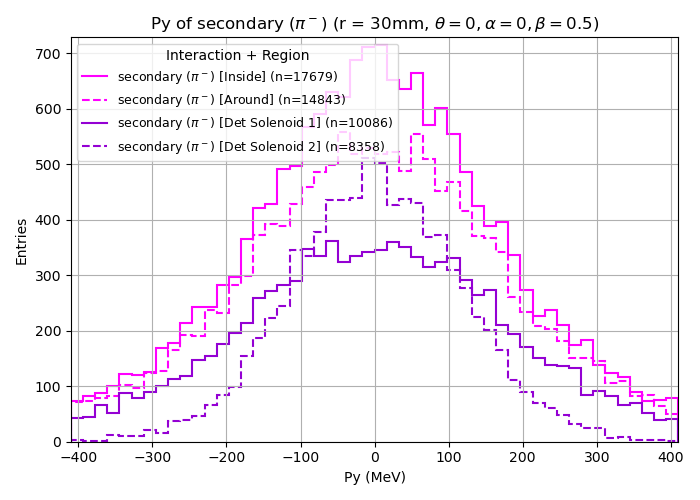 Py of secondary (π⁻) (r = 30mm, θ = 0, α = 0, β = 0.5)
Interaction + Region
secondary (π⁻) [Inside] (n=17679)
secondary (π⁻) [Around] (n=14843)
secondary (π⁻) [Det Solenoid 1] (n=10086)
secondary (π⁻) [Det Solenoid 2] (n=8358)
Entries
700
600
500
400
300
200
100
0
−400 −300 −200 −100 0 100 200 300 400
Py (MeV)